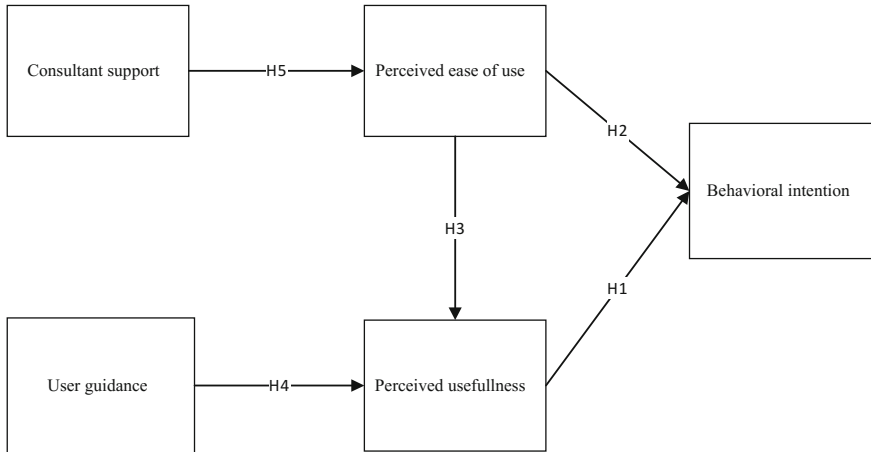 Consultant support
H5
Perceived ease of use
H2
Behavioral intention
H3
H1
User guidance
H4
Perceived usefullness